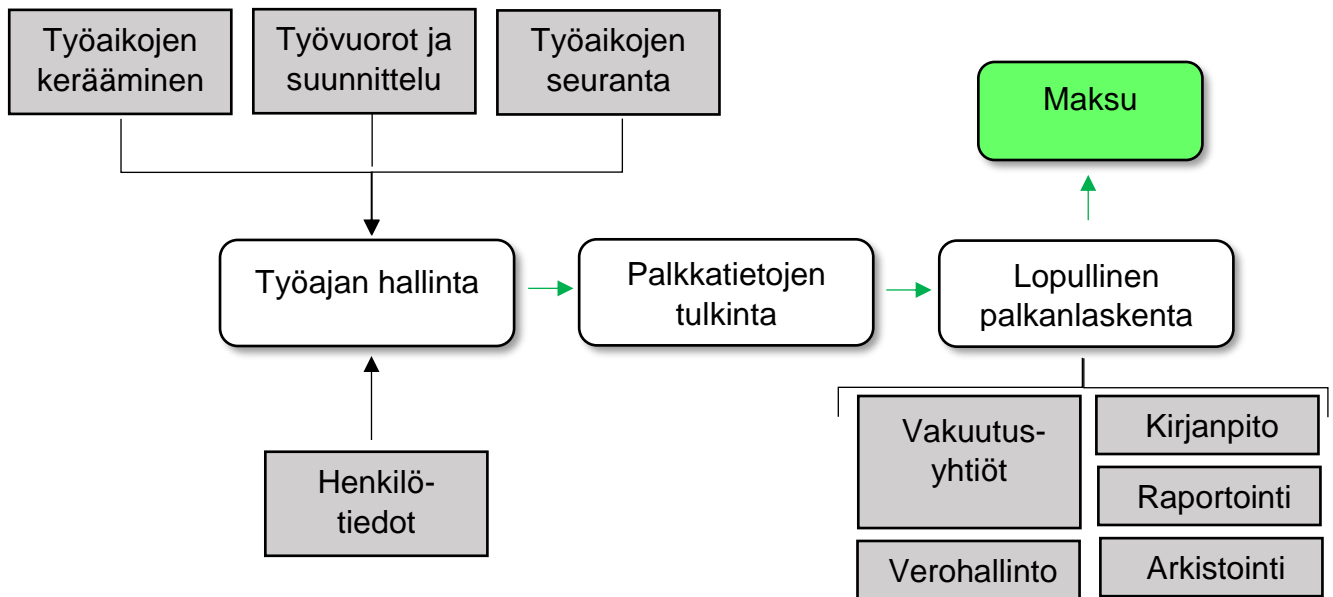 Työaikojen
kerääminen
Työvuorot ja
suunnittelu
Työaikojen
seuranta
Maksu
Työajan hallinta
Palkkatietojen
tulkinta
Lopullinen
palkanlaskenta
Henkilö-
tiedot
Vakuutus-
yhtiöt
Kirjanpito
Raportointi
Verohallinto
Arkistointi